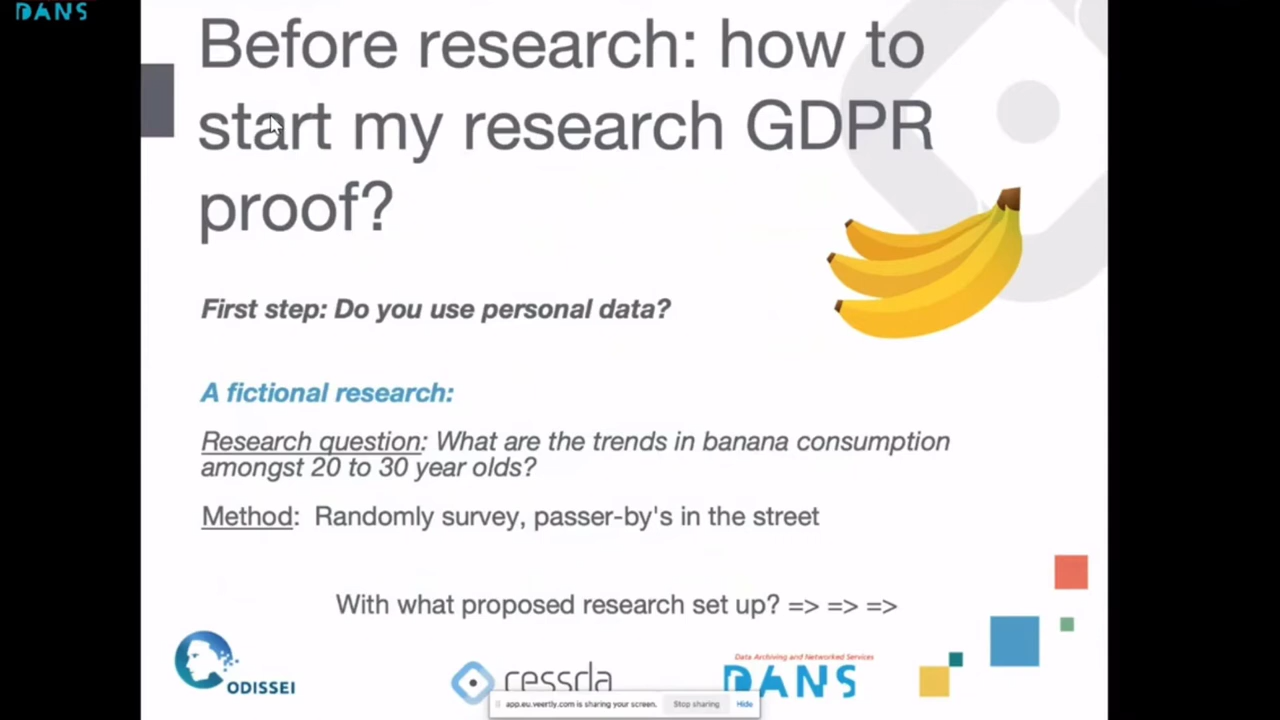 DANS
Before research: how to
start my research GDPR
proof?
First step: Do you use personal data?
A fictional research:
Research question: What are the trends in banana consumption
amongst 20 to 30 year olds?
Method: Randomly survey, passer-by's in the street
With what proposed research set up? => => =>
ODISSEI
cessda
Data Archiving and Networked Services
DANS
app.eu.veertly.com is sharing your screen. Stop sharing Hide